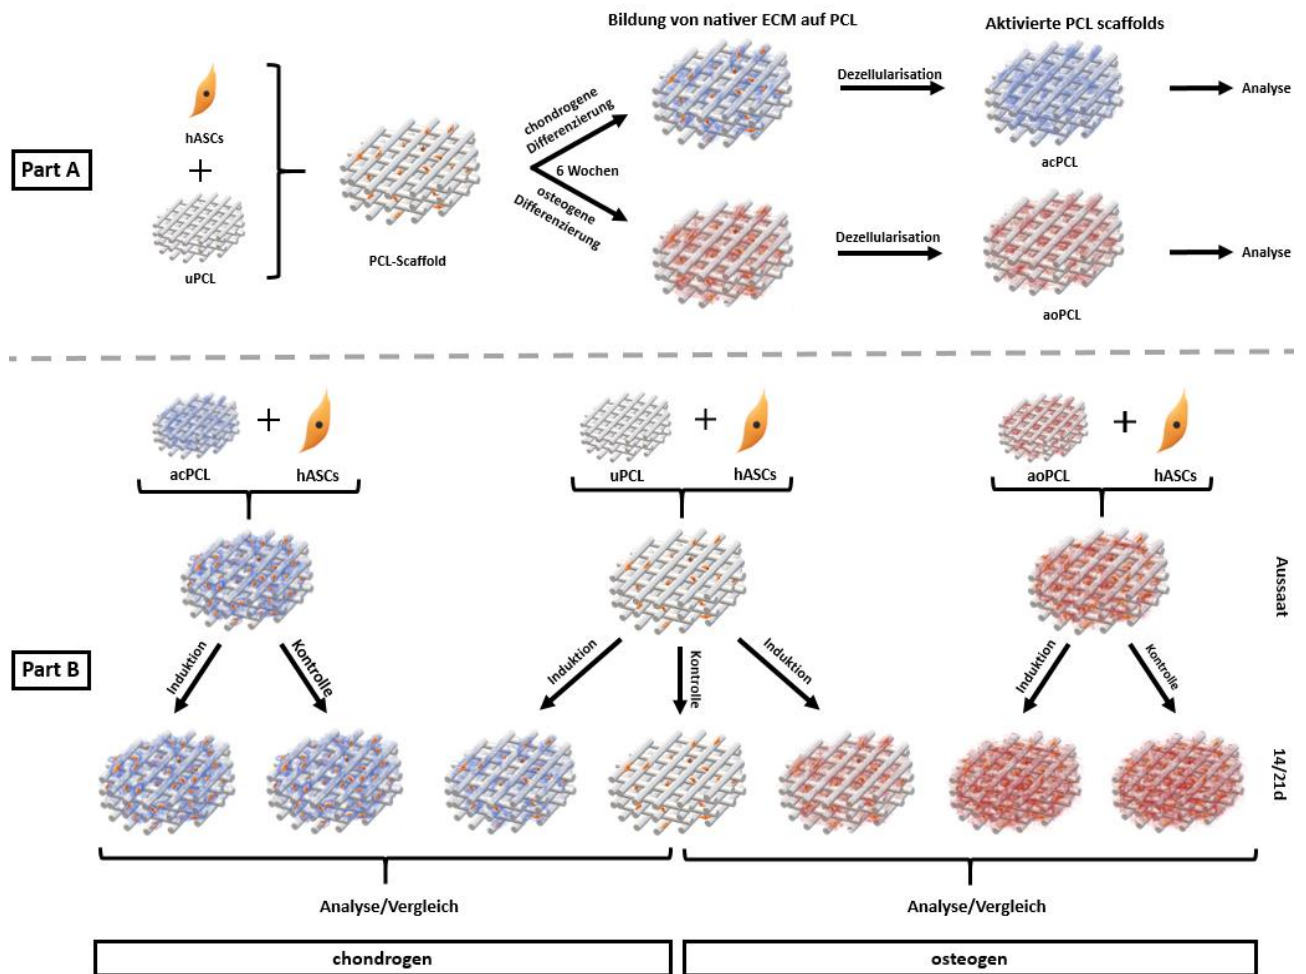 Bildung von nativer ECM auf PCL
Aktivierte PCL scaffolds
hASCs
Part A
uPCL
PCL-Scaffold
chondrogene
Differenzierung
6 Wochen
osteogene
Differenzierung
Dezellularisation
acPCL
Analyse
Dezellularisation
aoPCL
Analyse
acPCL
hASCs
uPCL
hASCs
aoPCL
hASCs
Aussaat
Part B
Induktion
Kontrolle
Induktion
Kontrolle
Induktion
Induktion
Kontrolle
14/21d
Analyse/Vergleich
Analyse/Vergleich
chondrogen
osteogen